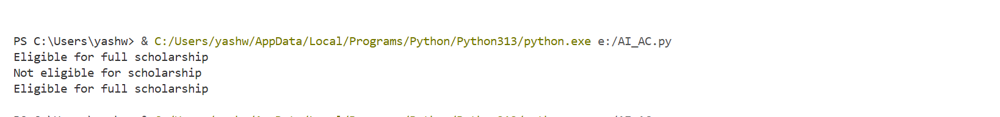 PS C:\Users\yashw> & C:/Users/yashw/AppData/Local/Programs/Python/Python313/python.exe e:/AI_AC.py
Eligible for full scholarship
Not eligible for scholarship
Eligible for full scholarship